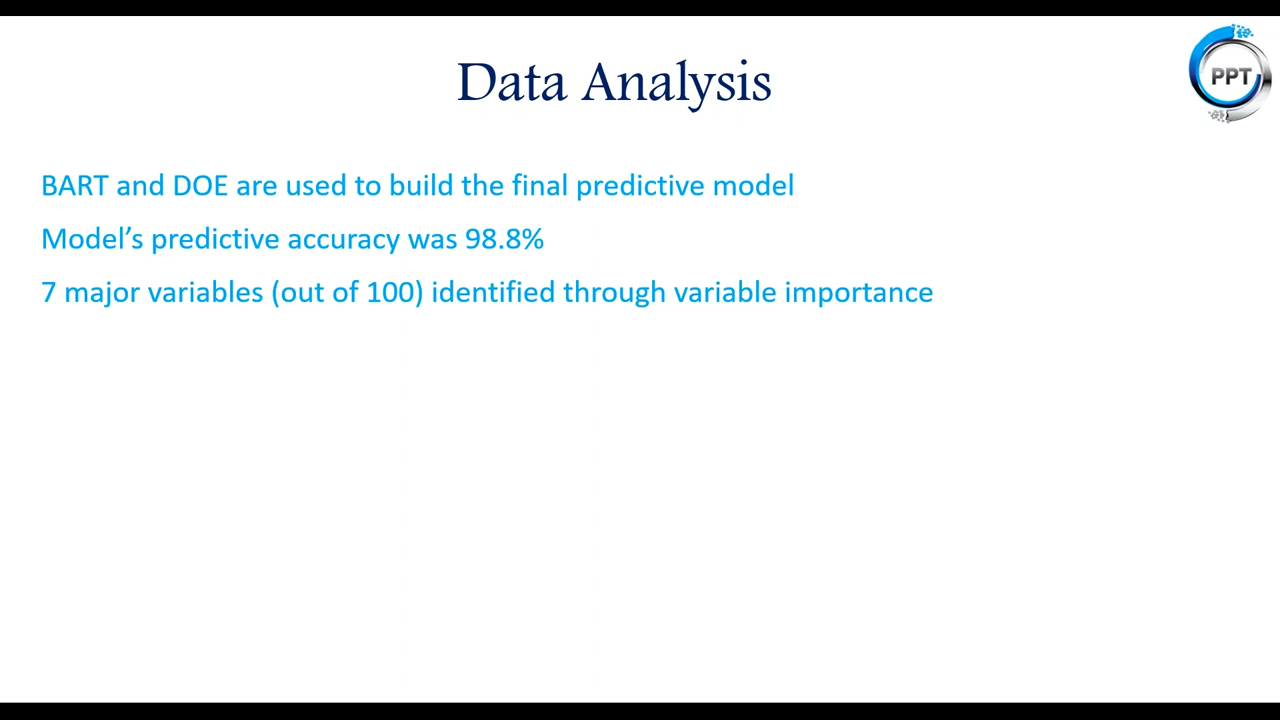 Data Analysis
PPT
BART and DOE are used to build the final predictive model
Model’s predictive accuracy was 98.8%
7 major variables (out of 100) identified through variable importance